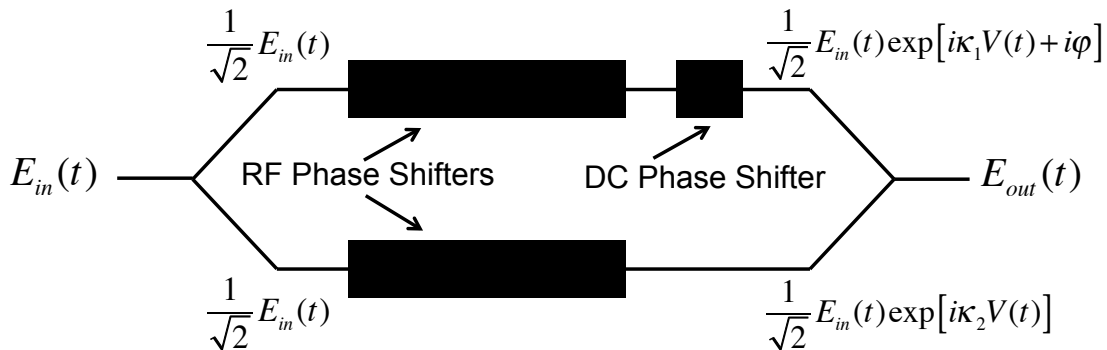 1/√2 E_in(t)
1/√2 E_in(t) exp[iκ₁V(t) + iφ]
E_in(t)
RF Phase Shifters
DC Phase Shifter
E_out(t)
1/√2 E_in(t)
1/√2 E_in(t) exp[iκ₂V(t)]